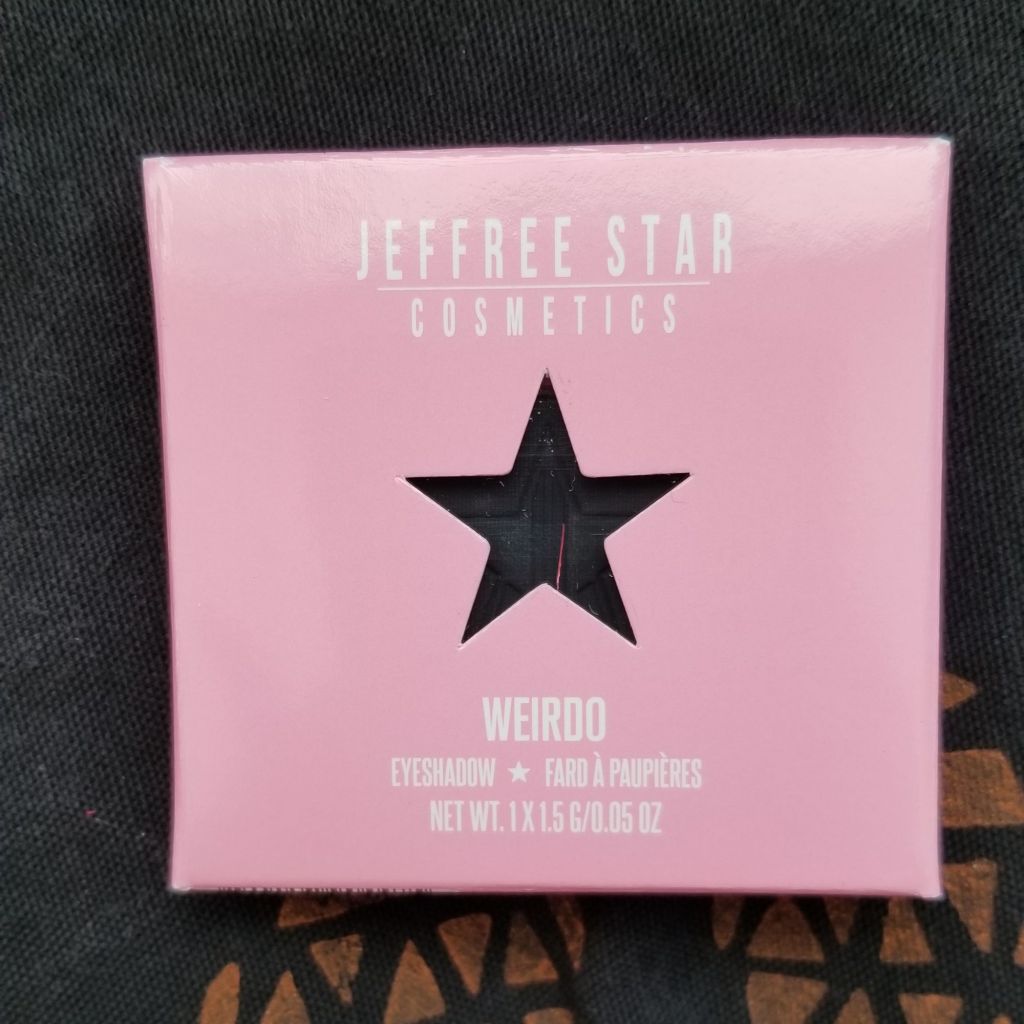 JEFFREE STAR
COSMETICS
WEIRDO
EYESHADOW ★ FARD À PAUPIÈRES
NET WT. 1 X 1.5 G/0.05 OZ